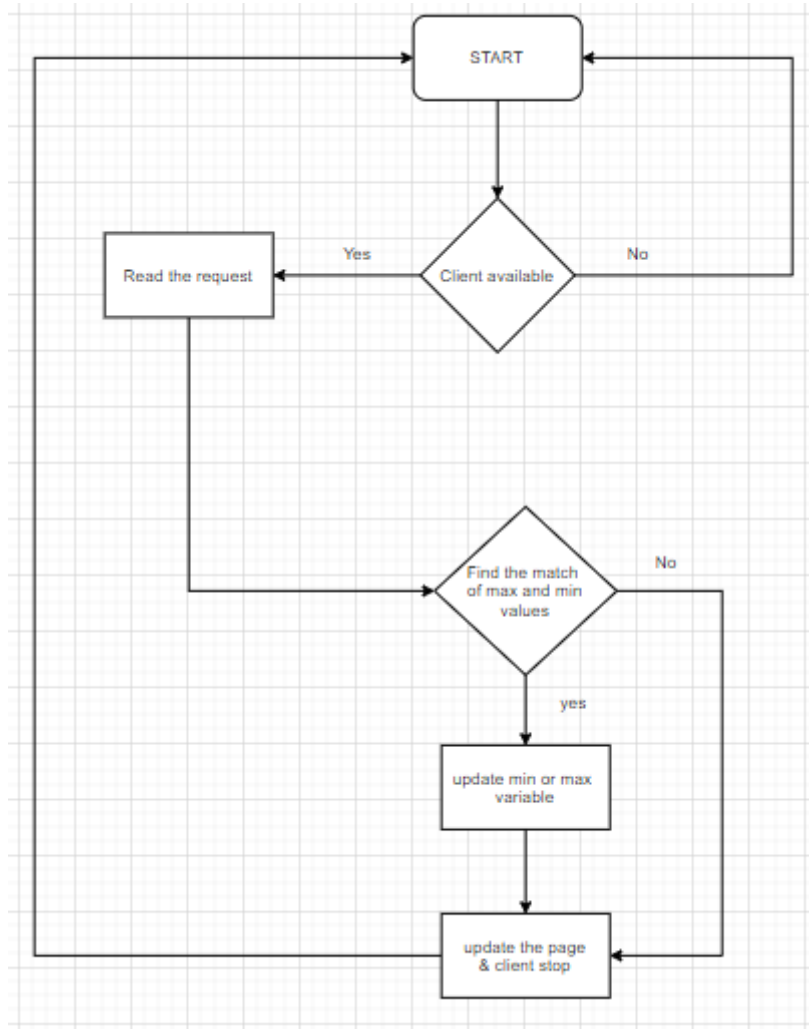 START
Yes
No
Read the request
Client available
No
Find the match
of max and min
values
yes
update min or max
variable
update the page
& client stop